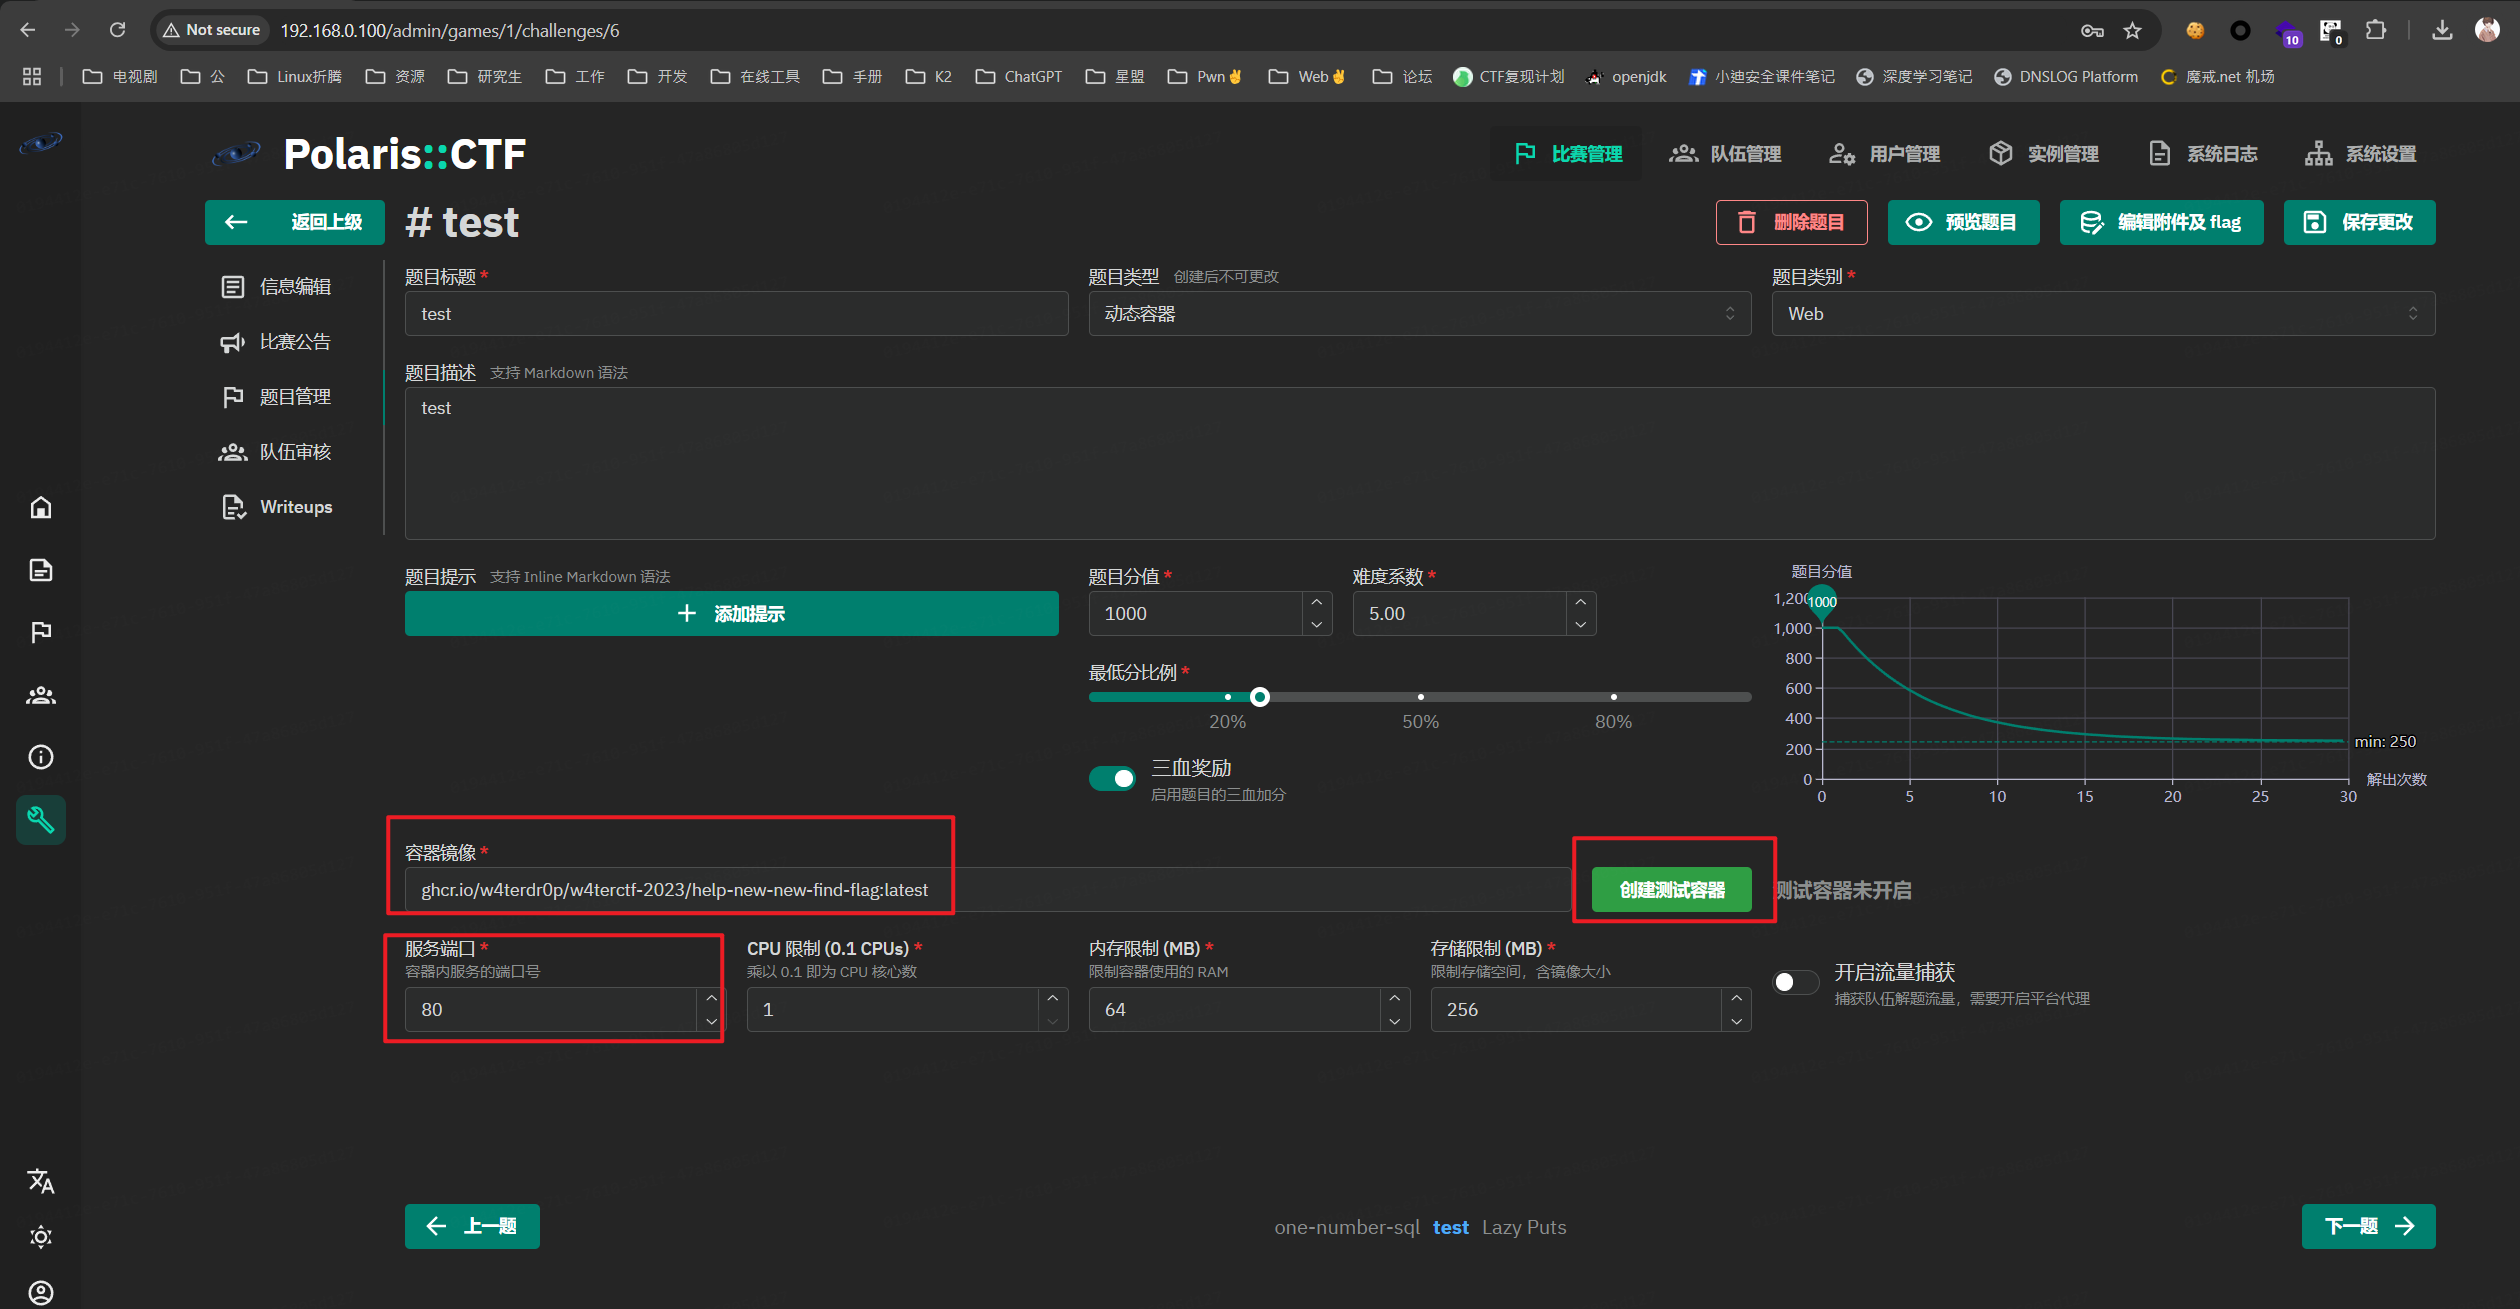 Not secure 192.168.0.100/admin/games/1/challenges/6
10
0
电视剧 公 Linux折腾 资源 研究生 工作 开发 在线工具 手册 K2 ChatGPT 星盟 Pwn✌ Web✌ 论坛 CTF复现计划 openjdk 小迪安全课件笔记 深度学习笔记 DNSLOG Platform 魔戒.net 机场
Polaris::CTF
比赛管理 队伍管理 用户管理 实例管理 系统日志 系统设置
返回上级 # test 删除题目 预览题目 编辑附件及 flag 保存更改
信息编辑
比赛公告
题目管理
队伍审核
Writeups
题目标题 * 题目类型 创建后不可更改 题目类别 *
test 动态容器 Web
题目描述 支持 Markdown 语法
test
题目提示 支持 Inline Markdown 语法 题目分值 * 难度系数 *
添加提示 1000 5.00
最低分比例 *
20% 50% 80%
三血奖励
启用题目的三血加分
题目分值
1,200
1000
1,000
800
600
400
200
0
min: 250
解出次数
0 5 10 15 20 25 30
容器镜像 *
ghcr.io/w4terdr0p/w4terctf-2023/help-new-new-find-flag:latest 创建测试容器 测试容器未开启
服务端口 * CPU 限制 (0.1 CPUs) * 内存限制 (MB) * 存储限制 (MB) *
容器内服务的端口号 乘以 0.1 即为 CPU 核心数 限制容器使用的 RAM 限制存储空间，含镜像大小
80 1 64 256
开启流量捕获
捕获队伍解题流量，需要开启平台代理
上一题 one-number-sql test Lazy Puts 下一题